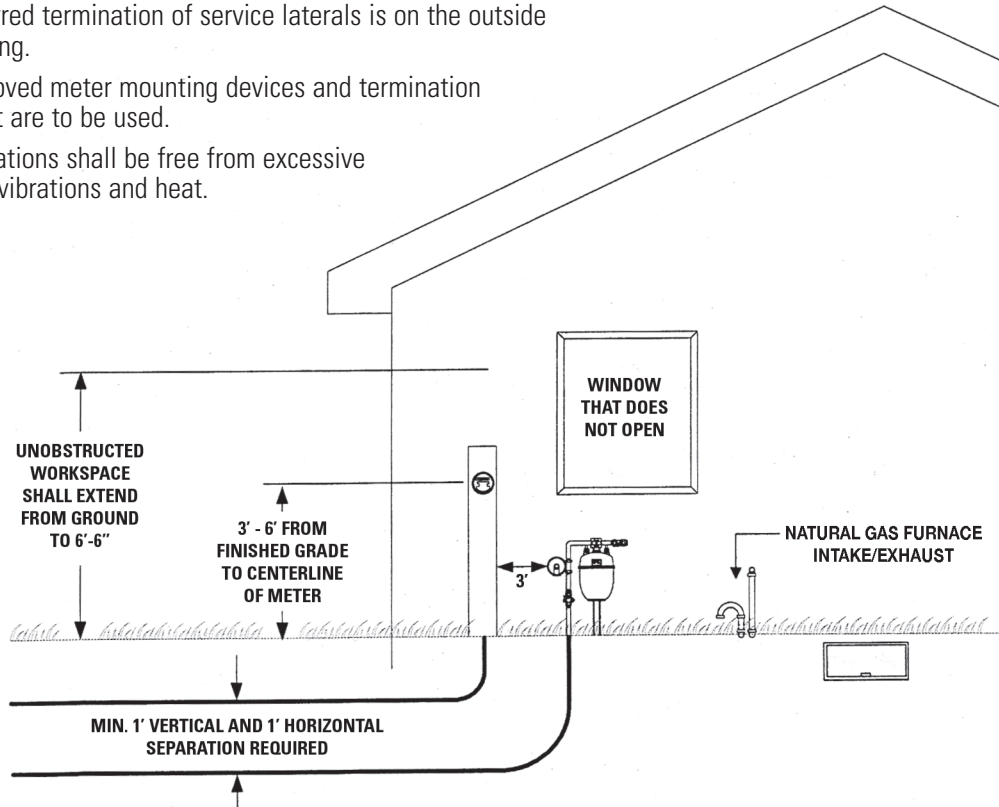 rred termination of service laterals is on the outside
ng.
oved meter mounting devices and termination
t are to be used.
ations shall be free from excessive
vibrations and heat.
WINDOW
THAT DOES
NOT OPEN
UNOBSTRUCTED
WORKSPACE
SHALL EXTEND
FROM GROUND
TO 6'-6"
3' - 6' FROM
FINISHED GRADE
TO CENTERLINE
OF METER
3'
NATURAL GAS FURNACE
INTAKE/EXHAUST
MIN. 1' VERTICAL AND 1' HORIZONTAL
SEPARATION REQUIRED